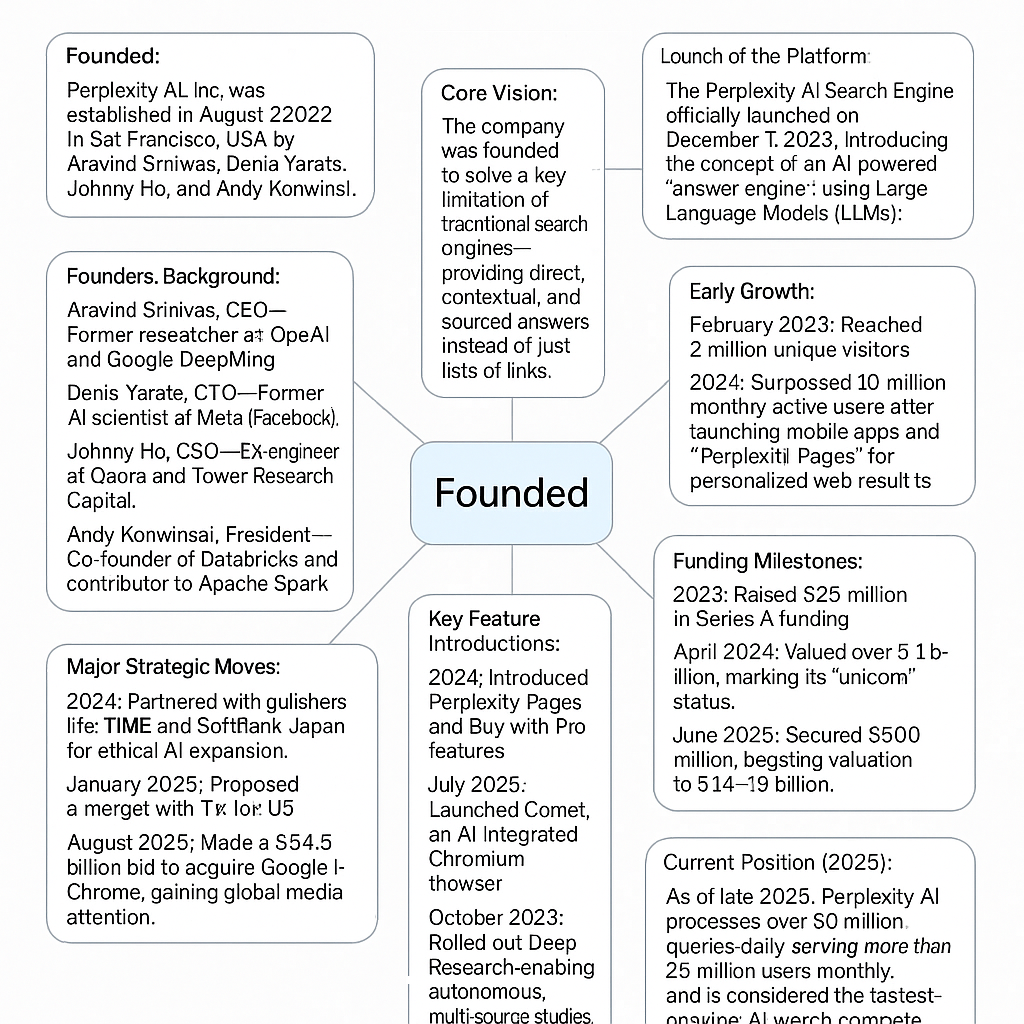 Founded:
Perplexity AL Inc, was
established in August 22022
In Sat Francisco, USA by
Aravind Srniwas, Denia Yarats.
Johnny Ho, and Andy Konwinsl.
Core Vision:
The company
was founded
to solve a key
limitation of
tracntional search
ongines—
providing direct,
contextual, and
sourced answers
instead of just
lists of links.
Lounch of the Platform:
The Perplexity AI Search Engine
officially launched on
December T. 2023, Introducing
the concept of an AI powered
“answer engine”: using Large
Language Models (LLMs):
Founders. Background:
Aravind Srinivas, CEO—
Former reseatcher at OpeAI
and Google DeepMing
Denis Yarate, CTO—Former
AI scientist af Meta (Facebock).
Johnny Ho, CSO—EX-engineer
af Qaora and Tower Research
Capital.
Andy Konwinsai, Fresident—
Co-founder of Databricks and
contributor to Apache Spark
Early Growth:
February 2023: Reached
2 million unique visitors
2024: Surpossed 10 million
monthry active usere atter
taunching mobile apps and
“Perplexiti Pages” for
personalized web result ts
Founded
Funding Milestones:
2023: Raised S25 million
in Series A funding
April 2024: Valued over 5 1 b-
illion, marking its “unicom”
status.
June 2025: Secured S500
million, begsting valuation
to 514–19 billion.
Major Strategic Moves:
2024: Partnered with gulishers
life: TIME and Softflank Japan
for ethical AI expansion.
January 2025; Proposed
a merget with U5
August 2025; Made a S54.5
billion bid to acquire Google I-
Chrome, gaining global media
attention.
Key Feature
Introductions:
2024; Introduced
Perplexity Pages
and Buy with Pro
features
July 2025:
Launched Comet,
an AI Integrated
Chromium
thowser
October 2023:
Rolled out Deep
Research-enabing
autonomous,
multi-source studies.
Current Position (2025):
As of late 2025. Perplexity AI
processes over S0 million.
queries-daily serving more than
25 million users monthly.
and is considered the tastest-
AI werch compete